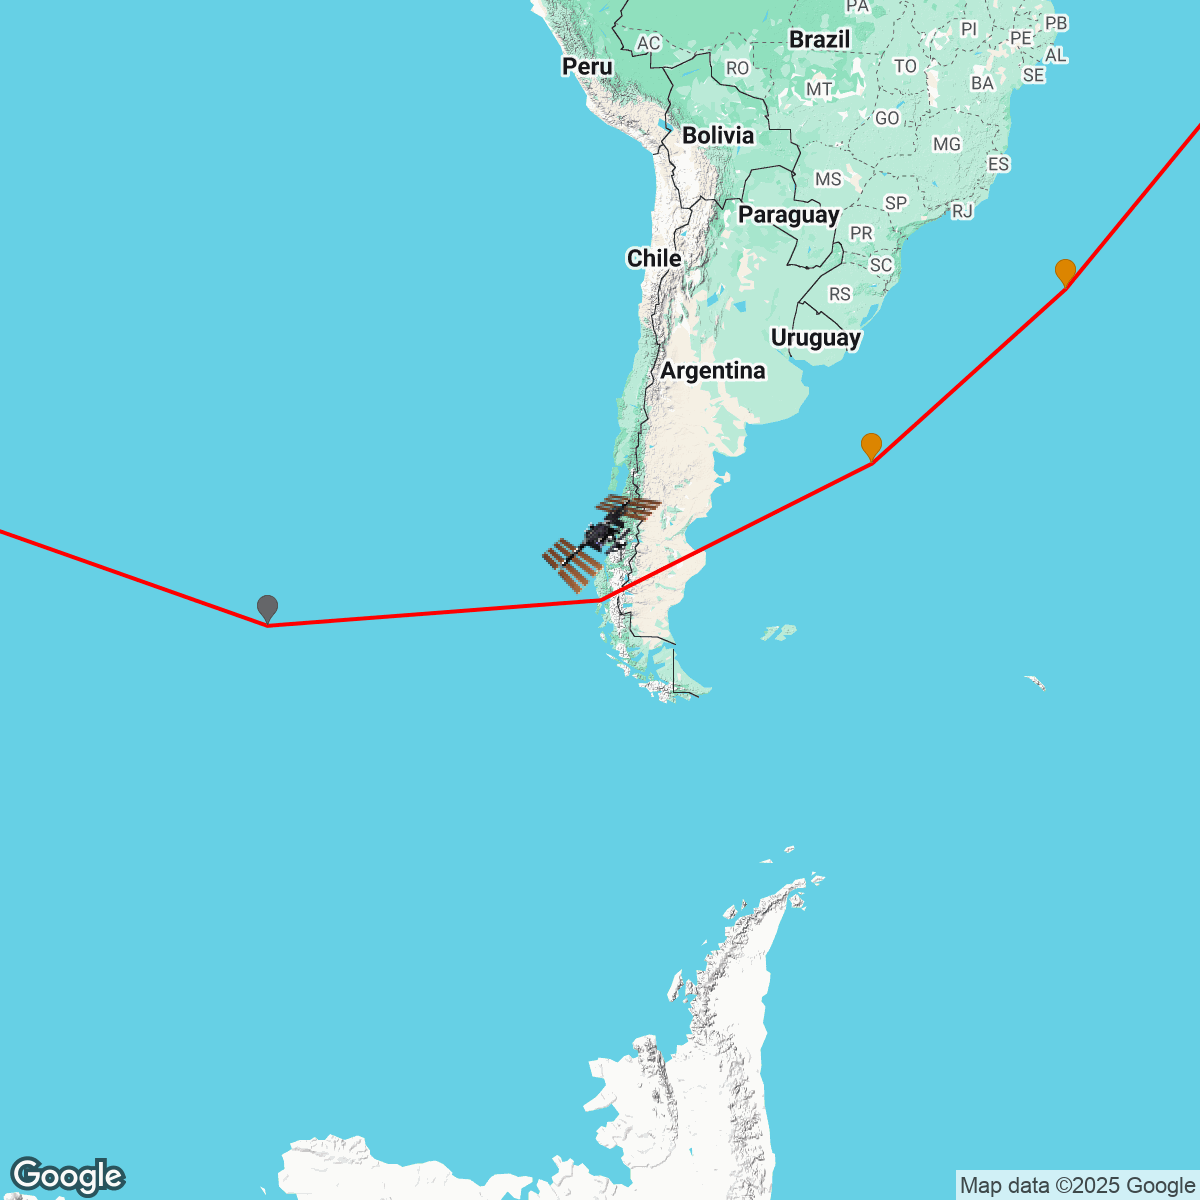 PA
AC
Brazil
PI
PB
PE
Peru
RO
TO
AL
MT
BA
SE
GO
Bolivia
MG
ES
MS
SP
Paraguay
RJ
PR
Chile
SC
RS
Uruguay
Argentina
Google
Map data ©2025 Google